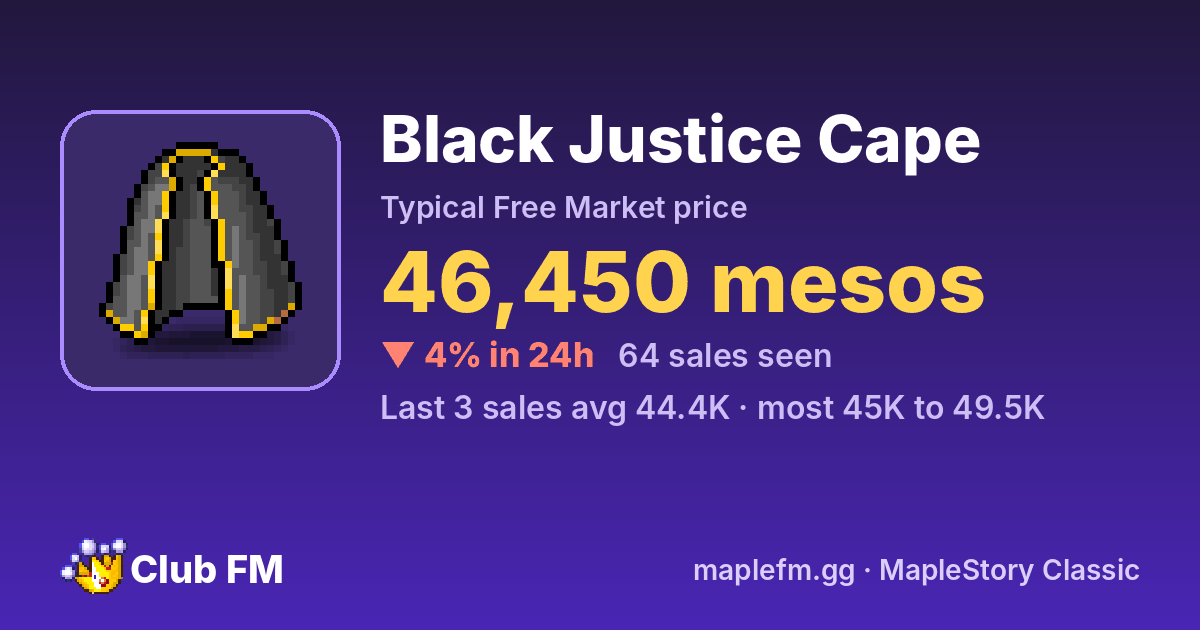 Black Justice Cape
Typical Free Market price
46,450 mesos
▼ 4% in 24h 64 sales seen
Last 3 sales avg 44.4K · most 45K to 49.5K
Club FM
maplefm.gg · MapleStory Classic